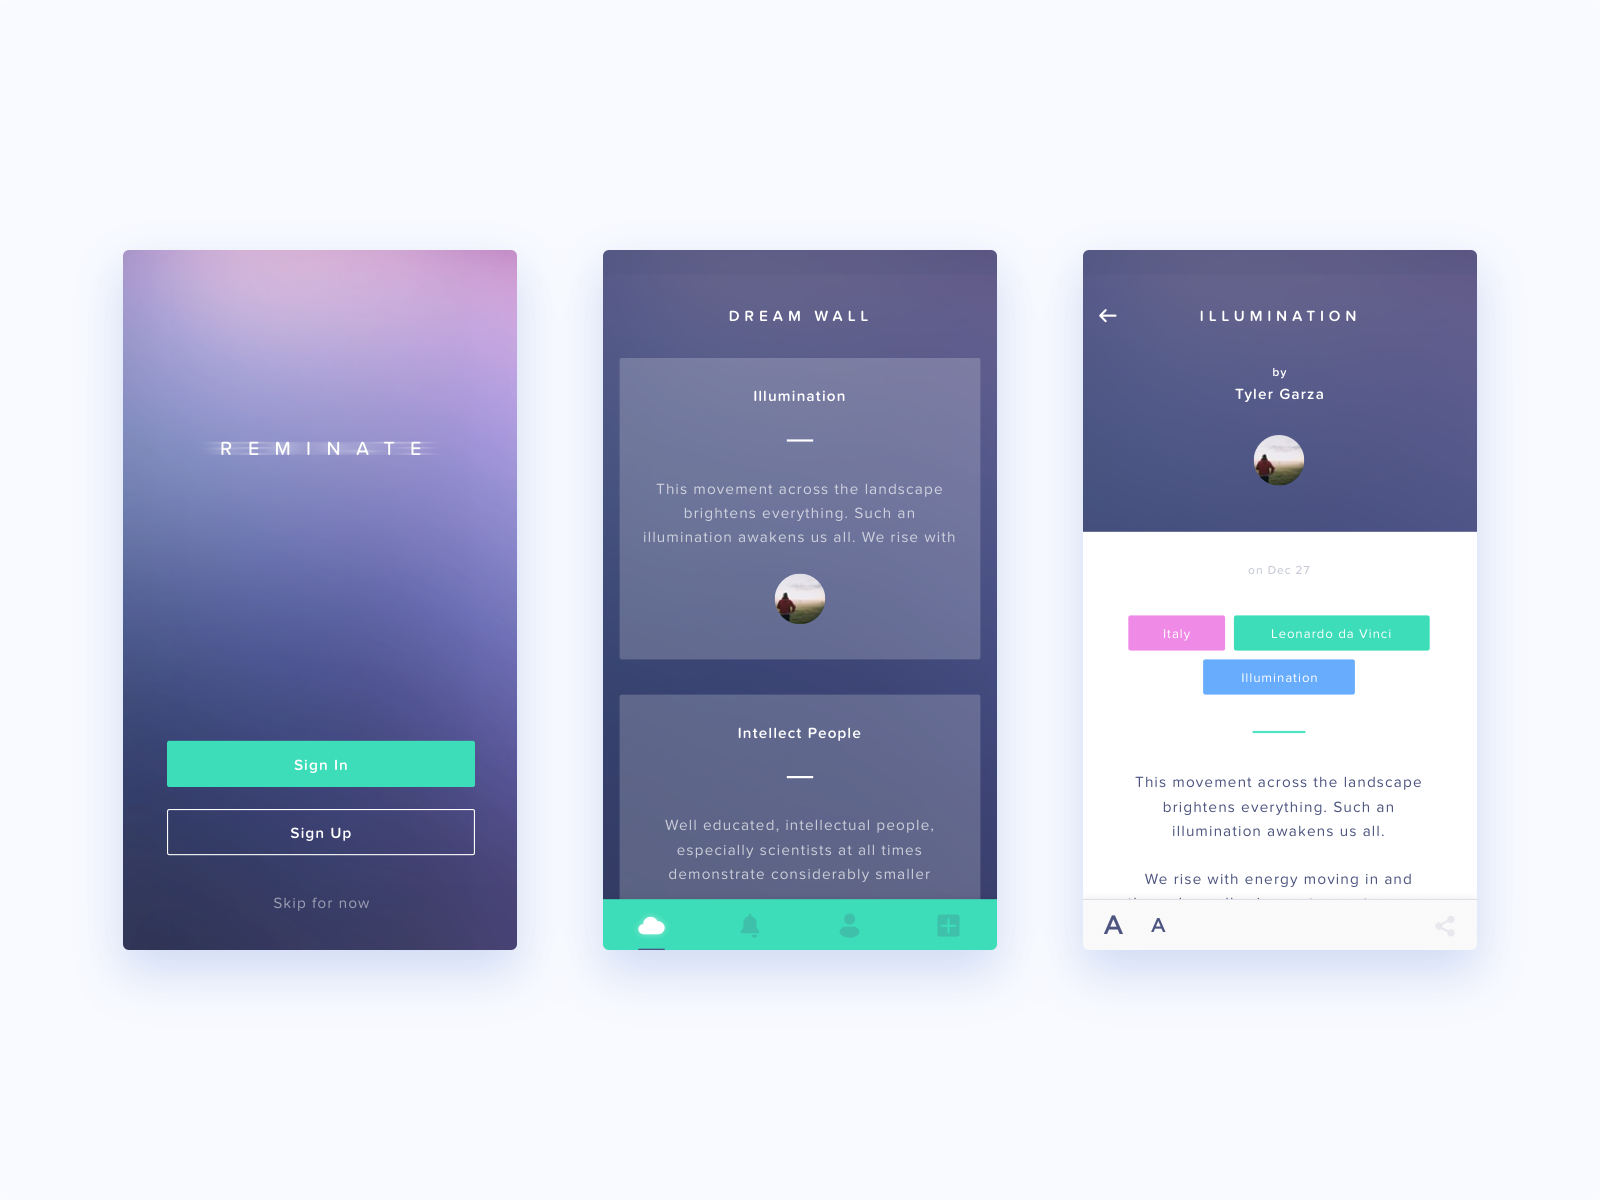 REMINATE
Sign In
Sign Up
Skip for now
DREAM WALL
Illumination
This movement across the landscape
brightens everything. Such an
illumination awakens us all. We rise with
Intellect People
Well educated, intellectual people,
especially scientists at all times
demonstrate considerably smaller
ILLUMINATION
by
Tyler Garza
on Dec 27
Italy
Leonardo da Vinci
Illumination
This movement across the landscape
brightens everything. Such an
illumination awakens us all.
We rise with energy moving in and
A A